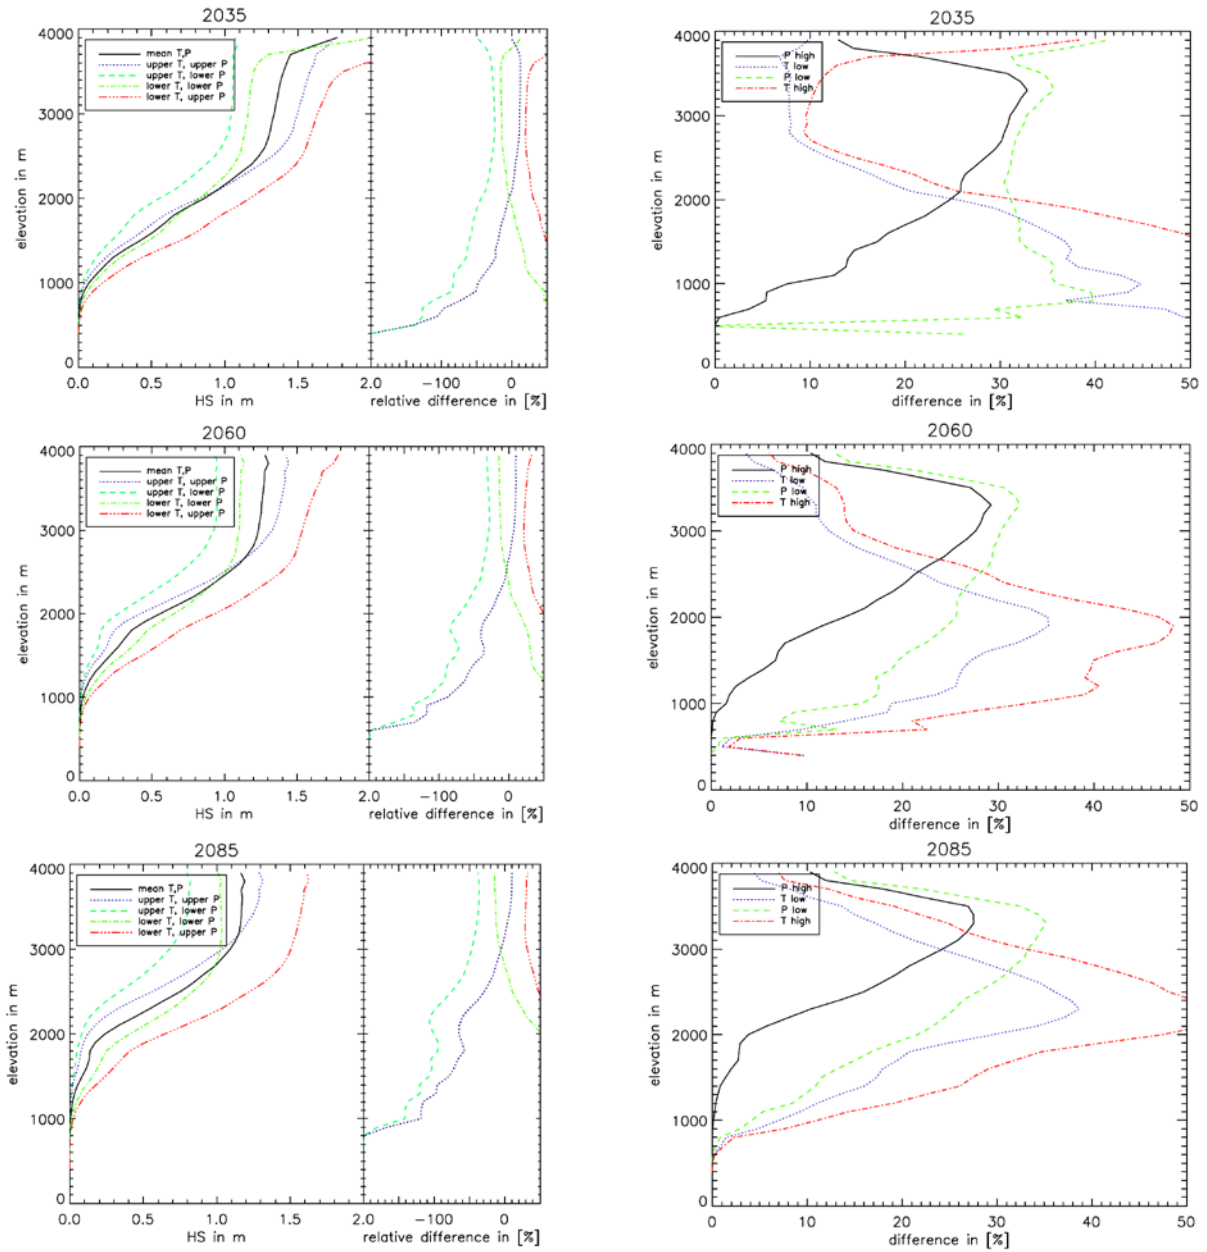 2035
4000
3000
2000
1000
0
elevation in m
mean T,P
upper T, upper P
upper T, lower P
lower T, lower P
lower T, upper P
0.0
0.5
1.0
1.5
2.0
HS in m
−100
0
relative difference in [%]
2035
4000
3000
2000
1000
0
elevation in m
P high
T low
P low
T high
0
10
20
30
40
50
difference in [%]
2060
4000
3000
2000
1000
0
elevation in m
mean T,P
upper T, upper P
upper T, lower P
lower T, lower P
lower T, upper P
0.0
0.5
1.0
1.5
2.0
HS in m
−100
0
relative difference in [%]
2060
4000
3000
2000
1000
0
elevation in m
P high
T low
P low
T high
0
10
20
30
40
50
difference in [%]
2085
4000
3000
2000
1000
0
elevation in m
mean T,P
upper T, upper P
upper T, lower P
lower T, lower P
lower T, upper P
0.0
0.5
1.0
1.5
2.0
HS in m
−100
0
relative difference in [%]
2085
4000
3000
2000
1000
0
elevation in m
P high
T low
P low
T high
0
10
20
30
40
50
difference in [%]